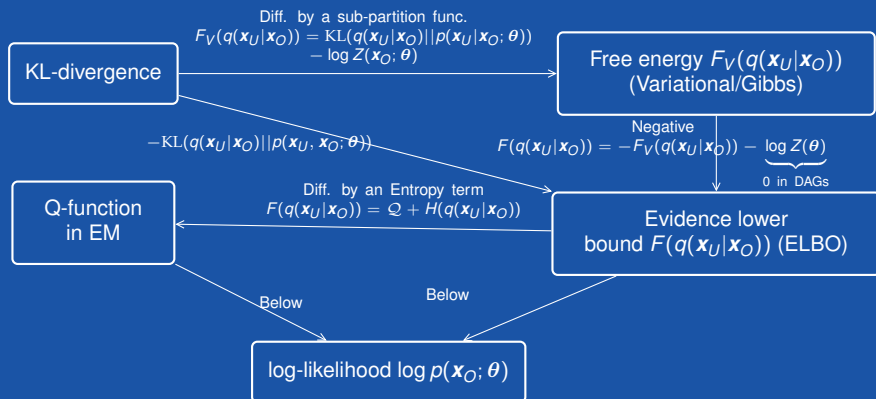 Diff. by a sub-partition func.
F_V(q(x_U|x_O)) = KL(q(x_U|x_O)||p(x_U|x_O; θ))
− log Z(x_O; θ)
KL-divergence
Free energy F_V(q(x_U|x_O))
(Variational/Gibbs)
−KL(q(x_U|x_O)||p(x_U, x_O; θ))
Negative
F(q(x_U|x_O)) = −F_V(q(x_U|x_O)) − log Z(θ)
0 in DAGs
Diff. by an Entropy term
F(q(x_U|x_O)) = Q + H(q(x_U|x_O))
Q-function
in EM
Evidence lower
bound F(q(x_U|x_O)) (ELBO)
Below
Below
log-likelihood log p(x_O; θ)